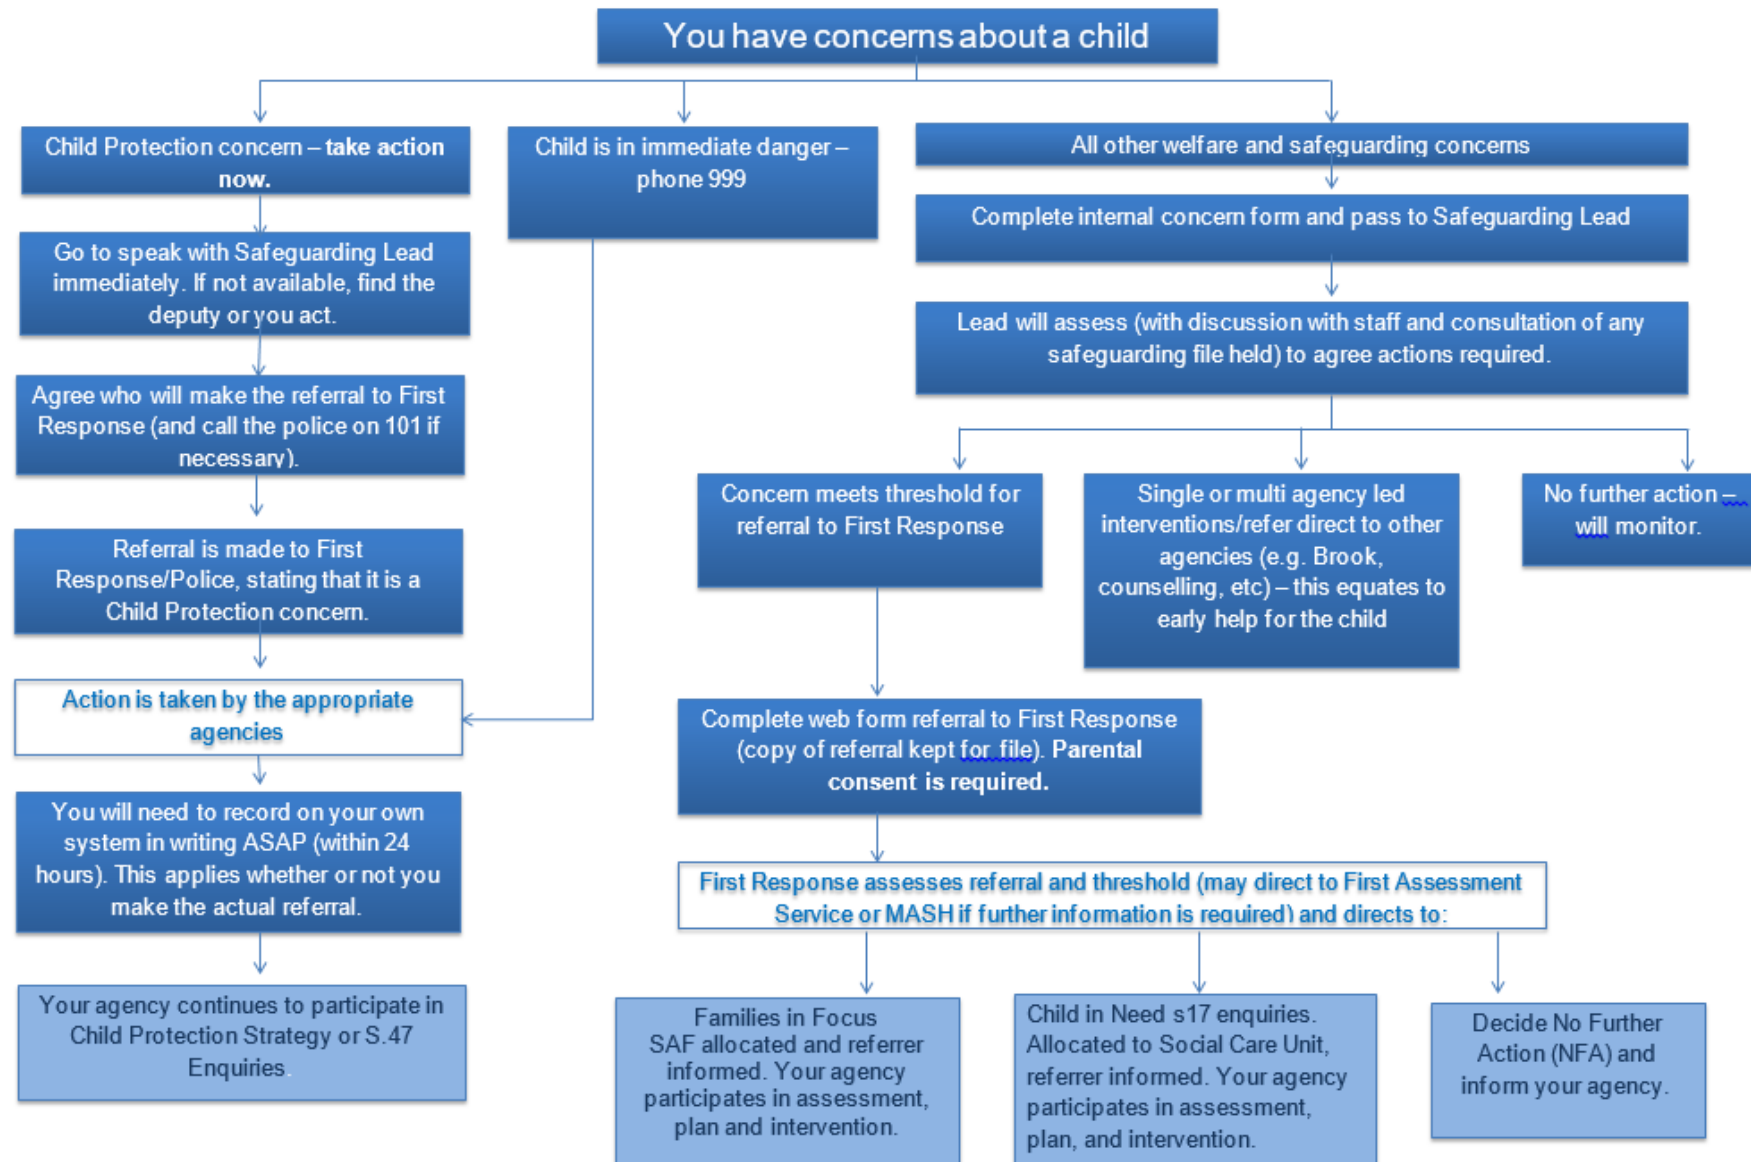 You have concerns about a child
Child Protection concern – take action
now.
Go to speak with Safeguarding Lead
immediately. If not available, find the
deputy or you act.
Agree who will make the referral to First
Response (and call the police on 101 if
necessary).
Referral is made to First
Response/Police, stating that it is a
Child Protection concern.
Action is taken by the appropriate
agencies
You will need to record on your own
system in writing ASAP (within 24
hours). This applies whether or not you
make the actual referral.
Your agency continues to participate in
Child Protection Strategy or S.47
Enquiries.
Child is in immediate danger –
phone 999
All other welfare and safeguarding concerns
Complete internal concern form and pass to Safeguarding Lead
Lead will assess (with discussion with staff and consultation of any
safeguarding file held) to agree actions required.
Concern meets threshold for
referral to First Response
Single or multi agency led
interventions/refer direct to other
agencies (e.g. Brook,
counselling, etc) – this equates to
early help for the child
No further action –
will monitor.
Complete web form referral to First Response
(copy of referral kept for file). Parental
consent is required.
First Response assesses referral and threshold (may direct to First Assessment
Service or MASH if further information is required) and directs to:
Families in Focus
SAF allocated and referrer
informed. Your agency
participates in assessment,
plan and intervention.
Child in Need s17 enquiries.
Allocated to Social Care Unit,
referrer informed. Your agency
participates in assessment,
plan, and intervention.
Decide No Further
Action (NFA) and
inform your agency.